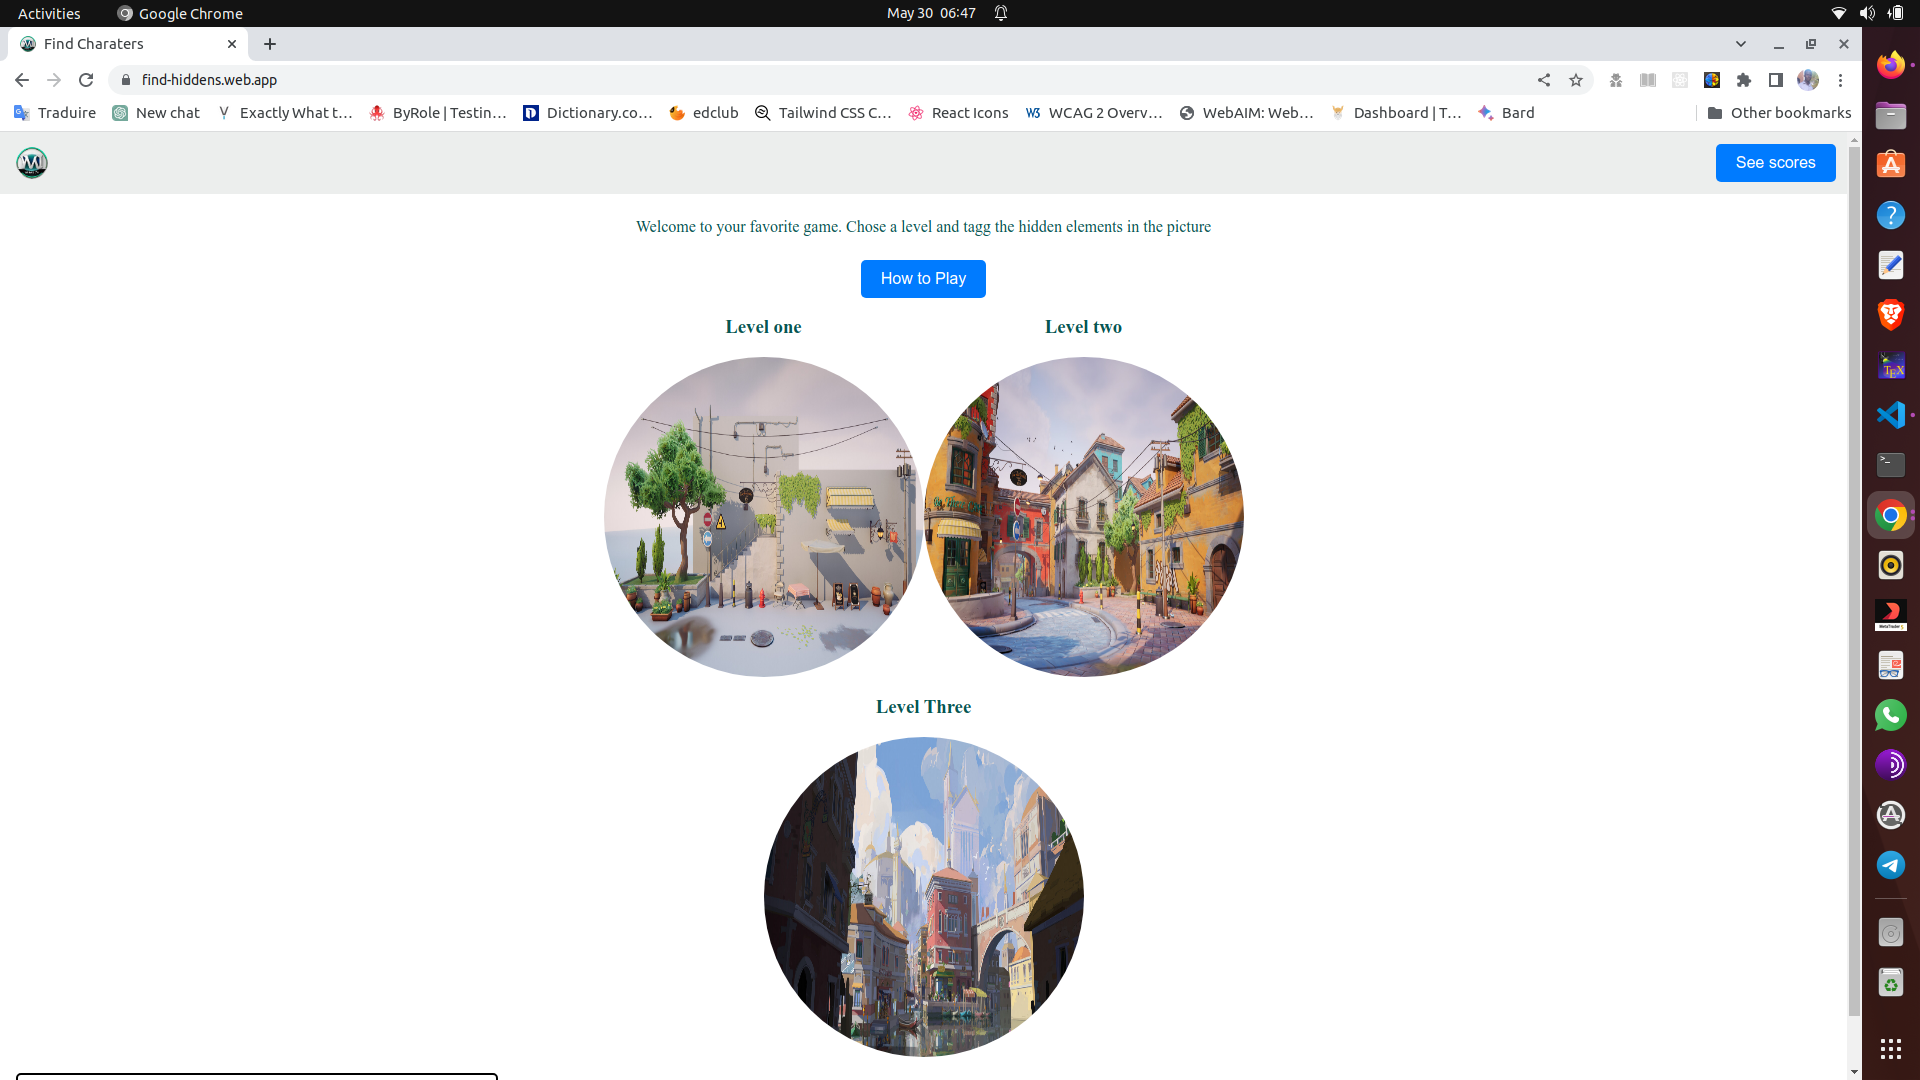 Activities
Google Chrome
May 30 06:47
Find Charaters
find-hiddens.web.app
Traduire
New chat
Exactly What t...
ByRole | Testin...
Dictionary.co...
edclub
Tailwind CSS C...
React Icons
WCAG 2 Overv...
WebAIM: Web...
Dashboard | T...
Bard
Other bookmarks
See scores
Welcome to your favorite game. Chose a level and tagg the hidden elements in the picture
How to Play
Level one
Level two
Level Three